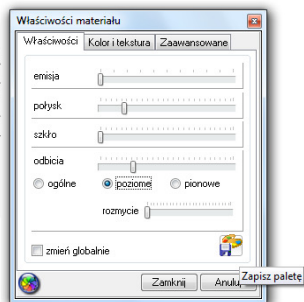 Właściwości materiału
Właściwości Kolor i tekstura Zaawansowane
emisja
połysk
szkło
odbicia
ogólne poziome pionowe
rozmycie
zmień globalnie
Zapisz paletę
Zamknij Anuluj